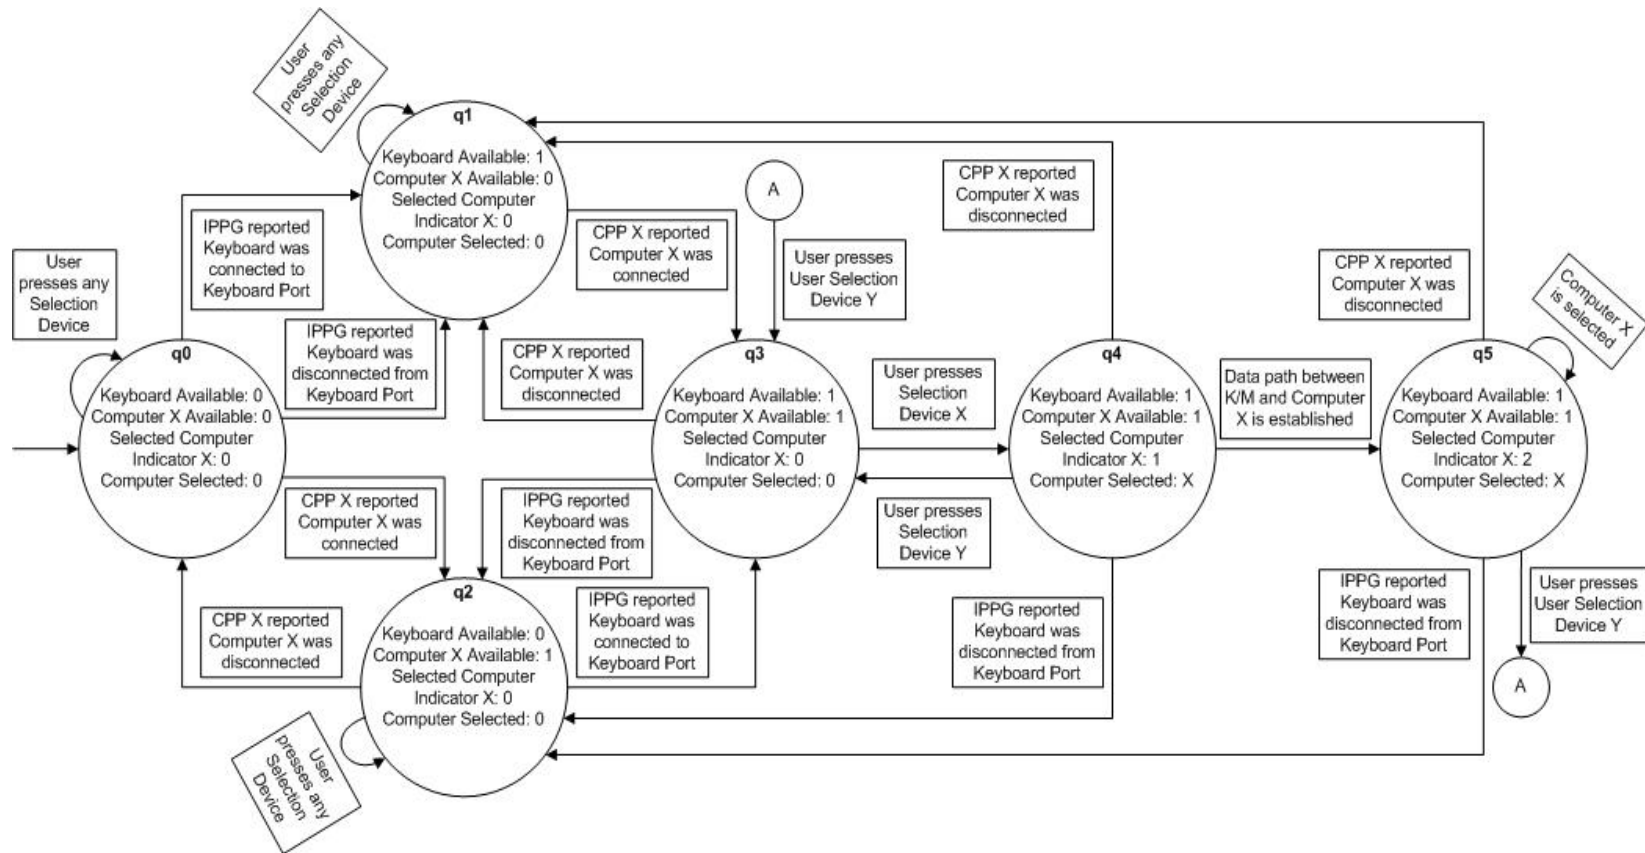 User
presses any
Selection
Device
q1
Keyboard Available: 1
Computer X Available: 0
Selected Computer
Indicator X: 0
Computer Selected: 0
IPPG reported
Keyboard was
connected to
Keyboard Port
CPP X reported
Computer X was
connected
A
User presses
User Selection
Device Y
CPP X reported
Computer X was
disconnected
CPP X reported
Computer X was
disconnected
Computer X
is selected
User
presses any
Selection
Device
IPPG reported
Keyboard was
disconnected from
Keyboard Port
CPP X reported
Computer X was
disconnected
q0
Keyboard Available: 0
Computer X Available: 0
Selected Computer
Indicator X: 0
Computer Selected: 0
q3
Keyboard Available: 1
Computer X Available: 1
Selected Computer
Indicator X: 0
Computer Selected: 0
User presses
Selection
Device X
q4
Keyboard Available: 1
Computer X Available: 1
Selected Computer
Indicator X: 1
Computer Selected: X
Data path between
K/M and Computer
X is established
q5
Keyboard Available: 1
Computer X Available: 1
Selected Computer
Indicator X: 2
Computer Selected: X
CPP X reported
Computer X was
connected
IPPG reported
Keyboard was
disconnected from
Keyboard Port
User presses
Selection
Device Y
CPP X reported
Computer X was
disconnected
q2
Keyboard Available: 0
Computer X Available: 1
Selected Computer
Indicator X: 0
Computer Selected: 0
IPPG reported
Keyboard was
connected to
Keyboard Port
IPPG reported
Keyboard was
disconnected from
Keyboard Port
IPPG reported
Keyboard was
disconnected from
Keyboard Port
User presses
User Selection
Device Y
A
User
presses any
Selection
Device